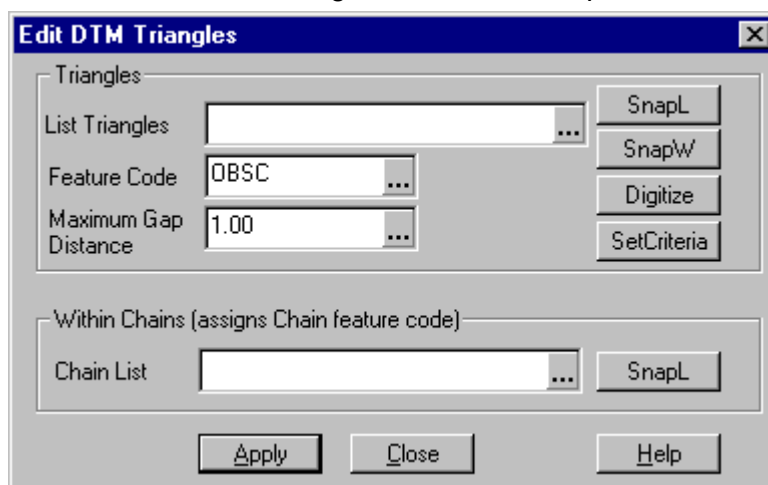 Edit DTM Triangles
Triangles
List Triangles
...
SnapL
SnapW
Feature Code
OBSC
...
Digitize
Maximum Gap
Distance
1.00
...
SetCriteria
Within Chains (assigns Chain feature code)
Chain List
...
SnapL
Apply
Close
Help